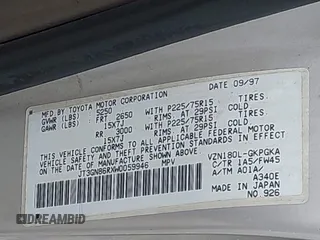 MFD BY TOYOTA MOTOR CORPORATION DATE 09/97
GVWR (LBS) 5250
GAWR (LBS) FRT 2650 WITH P225/75R15 TIRES,
15X7J RIMS AT 29PSI COLD
RR 3000 WITH P225/75R15 TIRES,
15X7J RIMS AT 29PSI COLD
THIS VEHICLE CONFORMS TO ALL APPLICABLE FEDERAL MOTOR
VEHICLE SAFETY STANDARDS IN EFFECT
ON THE DATE OF MANUFACTURE SHOWN ABOVE.
JT3GN86RXW0059946 MPV
VZN180L-GKPGKA
C/TR 1A5/FW45
A/TM A01A/
A340E
MADE IN JAPAN
NO 926
DREAMBID